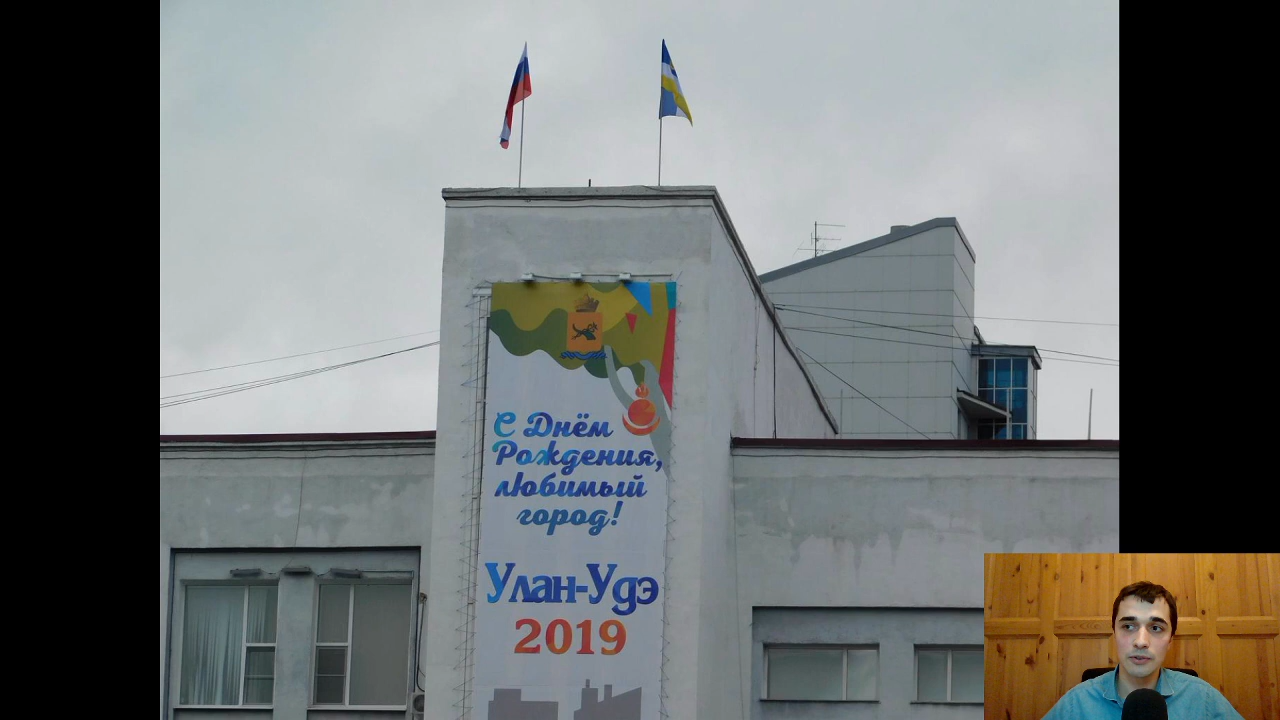 С Днём
Рождения,
любимый
город!
Улан-Удэ
2019